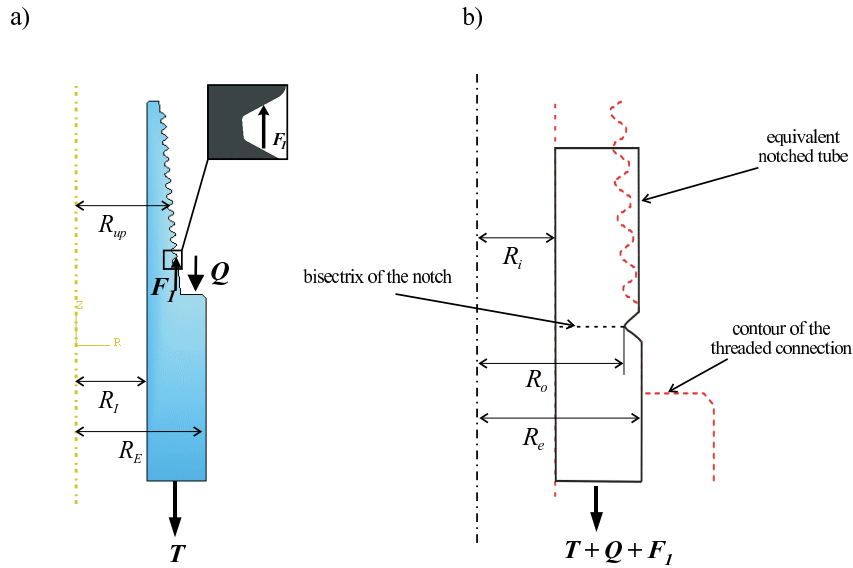 a)
b)
F1
equivalent
notched tube
Rup
Ri
F1
Q
bisectrix of the notch
Z
R
contour of the
threaded connection
RI
Ro
RE
Re
T
T + Q + F1